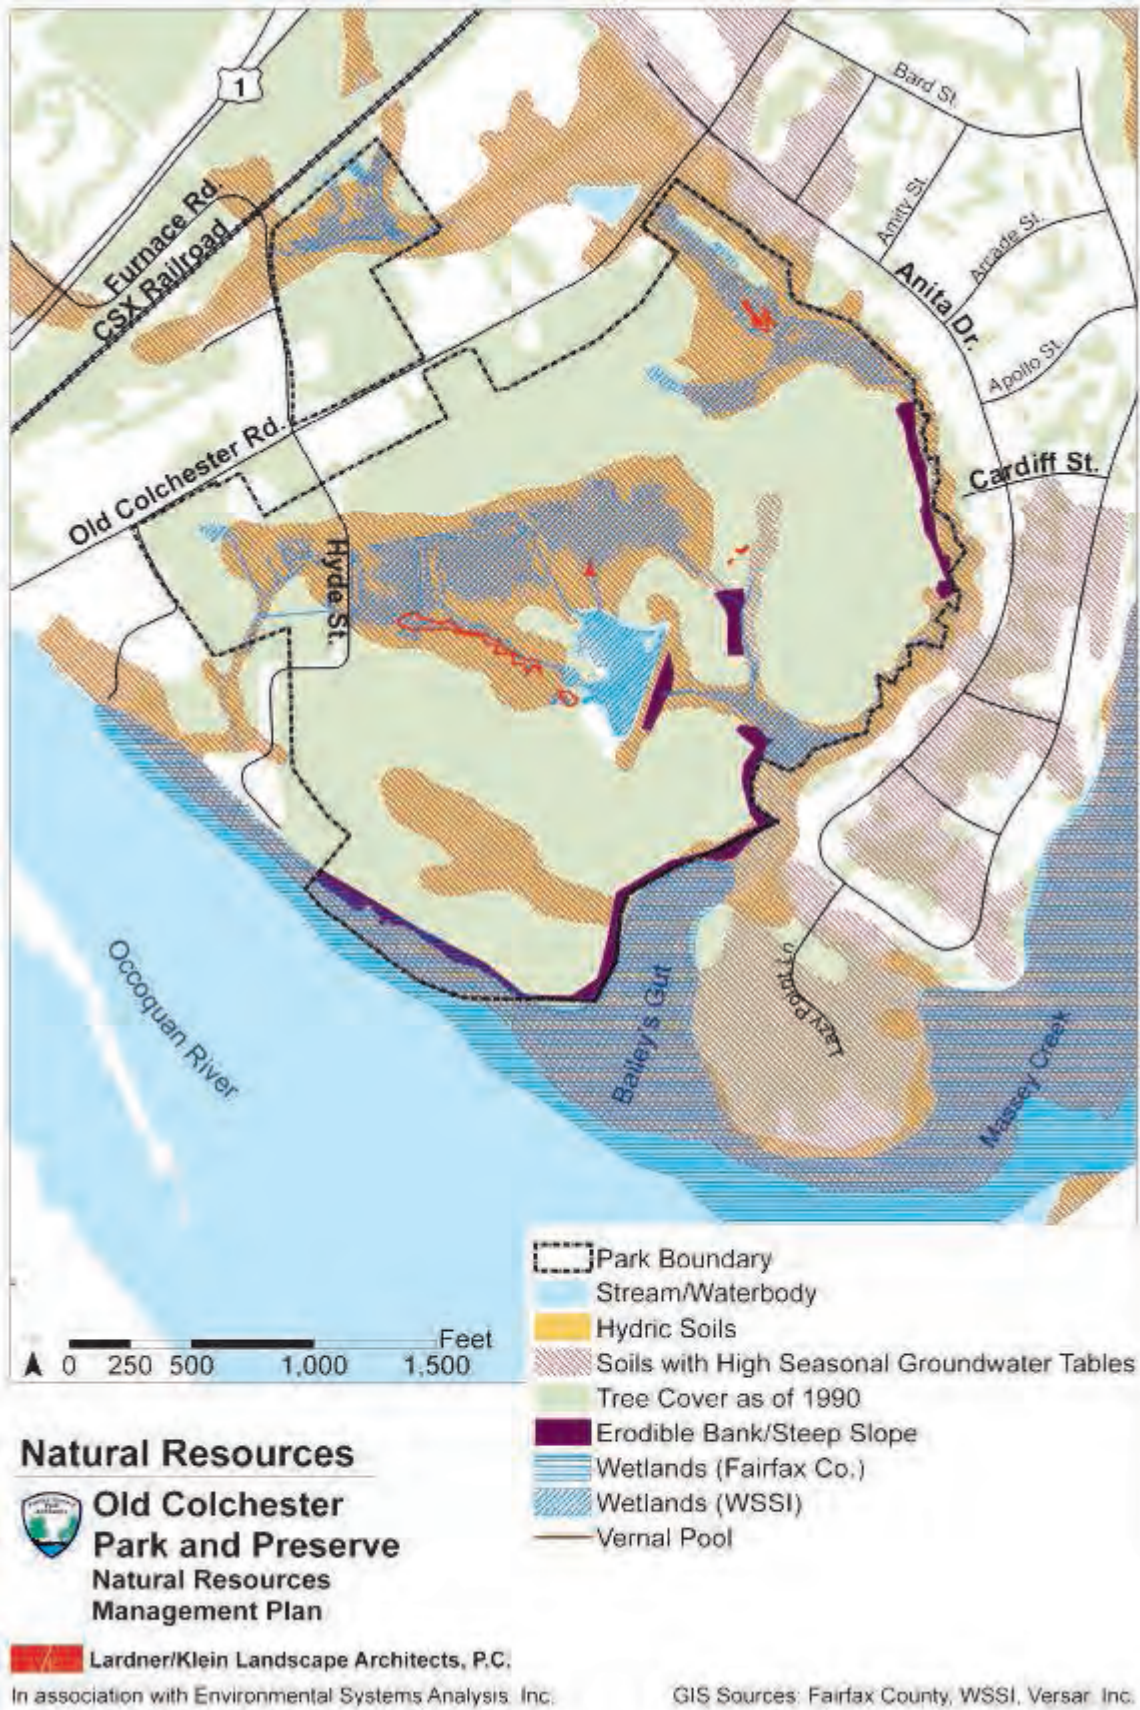 1
Bard St.
Furnace Rd.
CSX Railroad
Amity St.
Arcade St.
Anita Dr.
Apollo St.
Old Colchester Rd.
Cardiff St.
Hyde St.
Occoquan River
Bailey's Gut
Lazy Point Ln
Massey Creek
Park Boundary
Stream/Waterbody
Hydric Soils
Soils with High Seasonal Groundwater Tables
Tree Cover as of 1990
Erodible Bank/Steep Slope
Wetlands (Fairfax Co.)
Wetlands (WSSI)
Vernal Pool
Feet
0 250 500 1,000 1,500
Natural Resources
Old Colchester
Park and Preserve
Natural Resources
Management Plan
Lardner/Klein Landscape Architects, P.C.
In association with Environmental Systems Analysis Inc.
GIS Sources: Fairfax County, WSSI, Versar Inc.